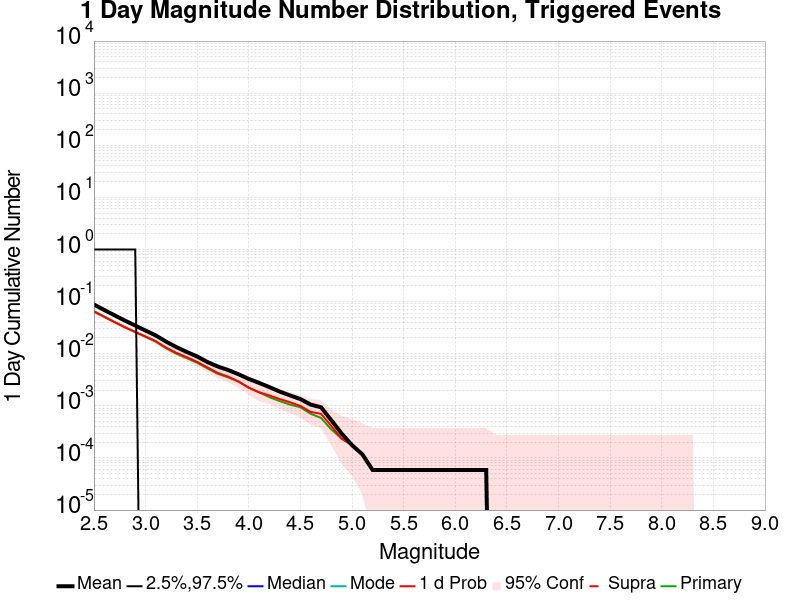 1 Day Magnitude Number Distribution, Triggered Events
10 4
10 3
10 2
10 1
10 0
10 -1
10 -2
10 -3
10 -4
10 -5
1 Day Cumulative Number
2.5 3.0 3.5 4.0 4.5 5.0 5.5 6.0 6.5 7.0 7.5 8.0 8.5 9.0
Magnitude
Mean 2.5%,97.5% Median Mode 1 d Prob 95% Conf Supra Primary